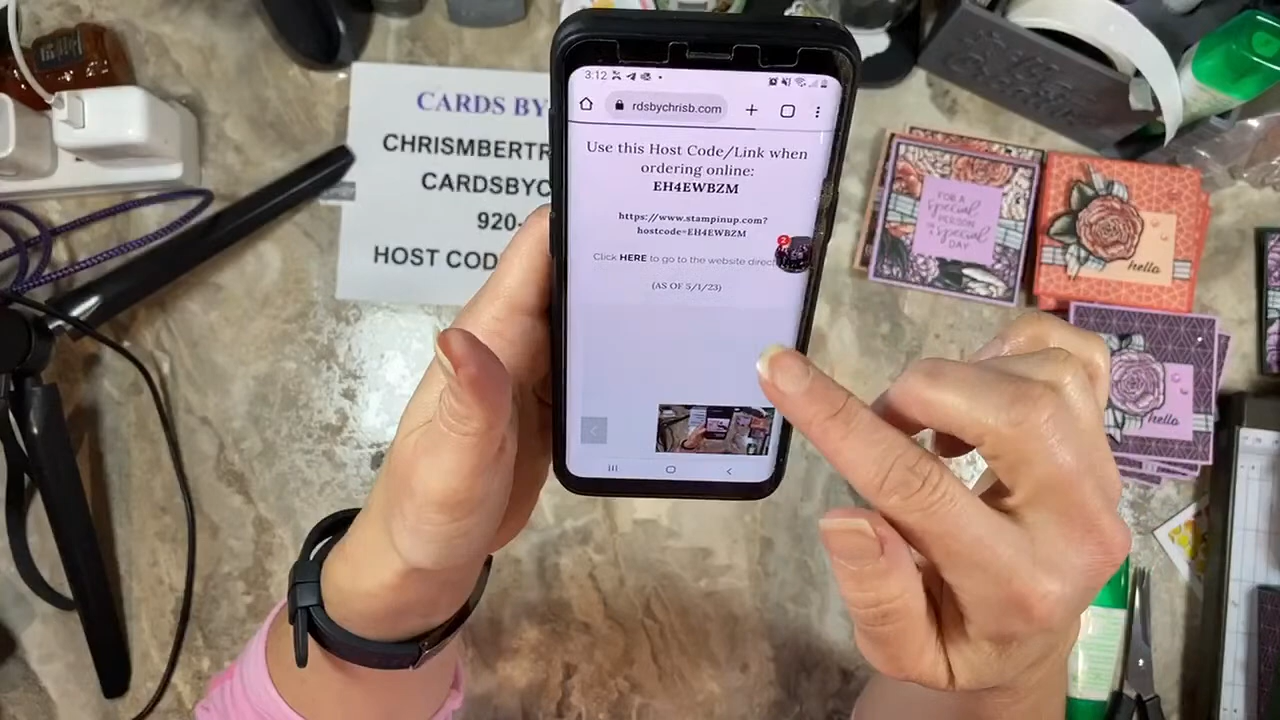 CARDS BY
CHRISMBERTR
CARDSBYC
920-
HOST COD
3:12
rdsbychrisb.com
Use this Host Code/Link when
ordering online:
EH4EWBZM
https://www.stampinup.com?
hostcode=EH4EWBZM
Click HERE to go to the website direct
(AS OF 5/1/23)
2
FOR A
Special
PERSON
ON A
Special
DAY
hello
hello